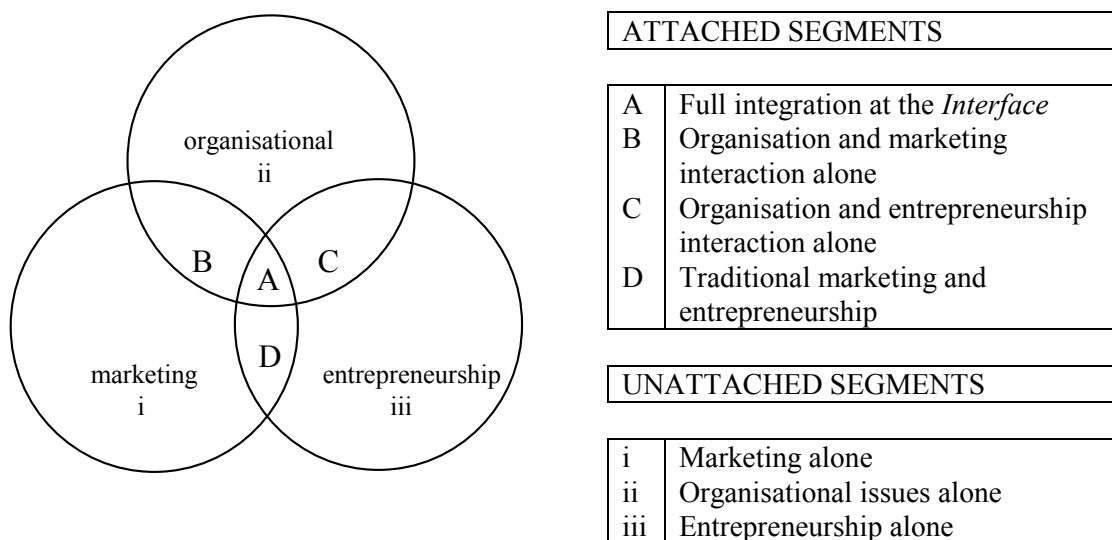 organisational
ii
B
A
C
D
marketing
i
entrepreneurship
iii
ATTACHED SEGMENTS
A Full integration at the Interface
B Organisation and marketing
interaction alone
C Organisation and entrepreneurship
interaction alone
D Traditional marketing and
entrepreneurship
UNATTACHED SEGMENTS
i Marketing alone
ii Organisational issues alone
iii Entrepreneurship alone